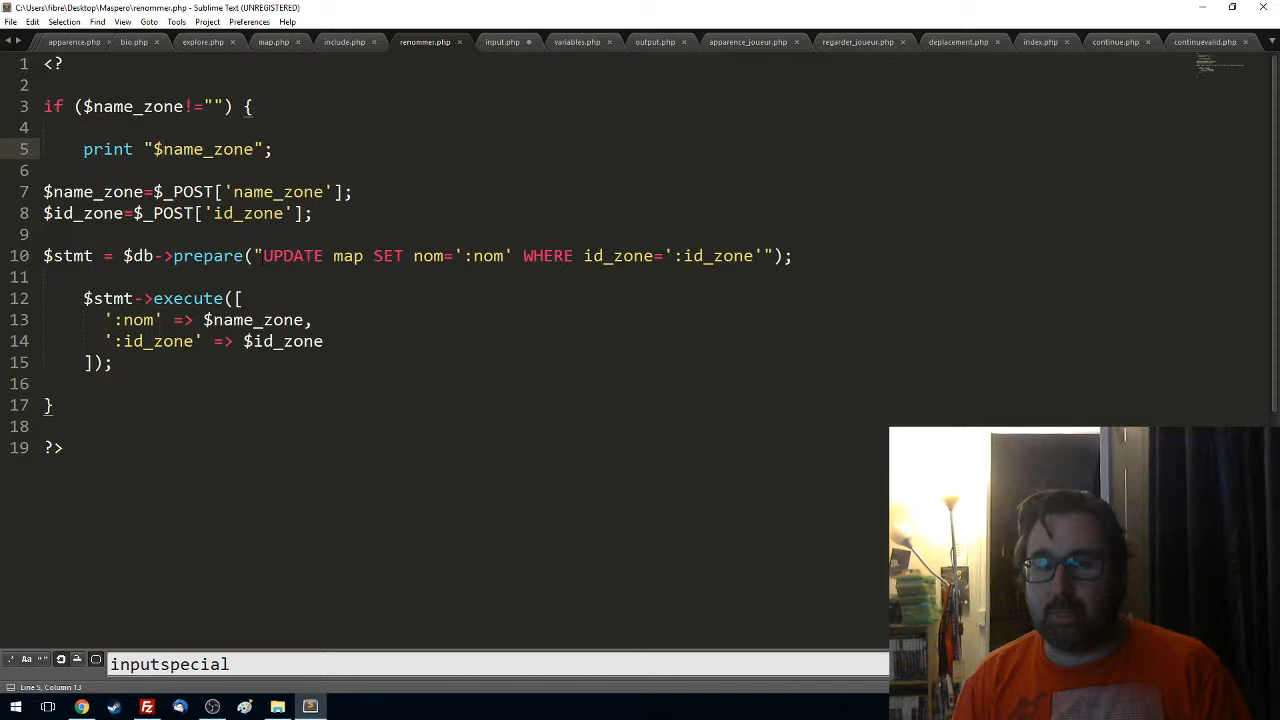 C:\Users\fibre\Desktop\Maspero\renommer.php - Sublime Text (UNREGISTERED)
File Edit Selection Find View Goto Tools Project Preferences Help
apparence.php bio.php explore.php map.php include.php renommer.php input.php variables.php output.php apparence_joueur.php regarder_joueur.php deplacement.php index.php continue.php continuevalid.php
1 <?
2
3 if ($name_zone!="") {
4
5 print "$name_zone";
6
7 $name_zone=$_POST['name_zone'];
8 $id_zone=$_POST['id_zone'];
9
10 $stmt = $db->prepare("UPDATE map SET nom=':nom' WHERE id_zone=':id_zone'");
11
12 $stmt->execute([
13 ':nom' => $name_zone,
14 ':id_zone' => $id_zone
15 ]);
16
17 }
18
19 ?>
.* Aa “” inputspecial
Line 5, Column 13